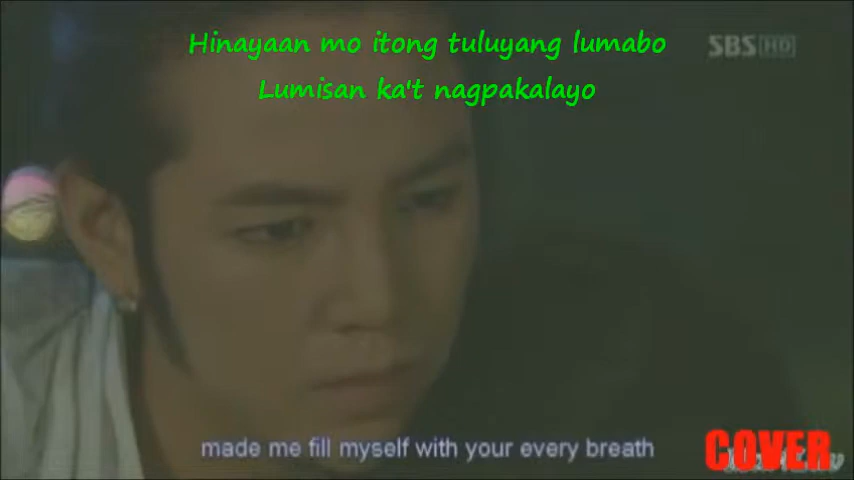 Hinayaan mo itong tuluyang lumabo
SBS HD
Lumisan ka't nagpakalayo
made me fill myself with your every breath
COVER